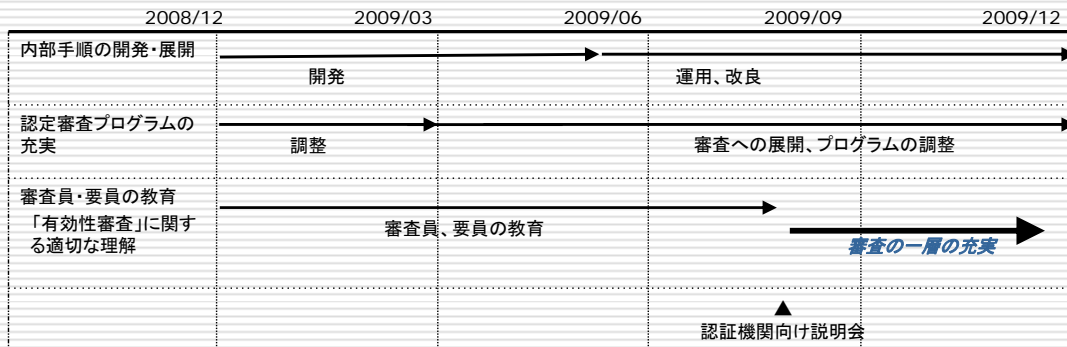 2008/12 2009/03 2009/06 2009/09 2009/12
内部手順の開発・展開
開発 運用、改良
認定審査プログラムの
充実 調整 審査への展開、プログラムの調整
審査員・要員の教育
「有効性審査」に関す
る適切な理解
審査員、要員の教育
審査の一層の充実
認証機関向け説明会